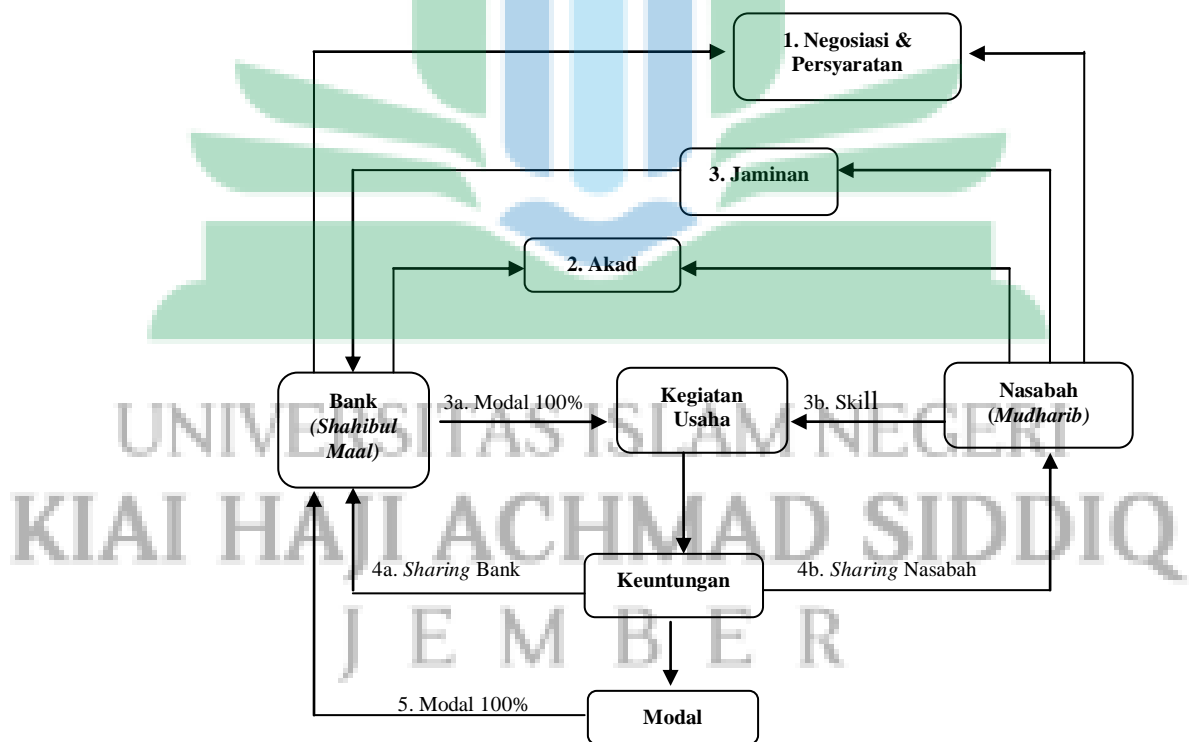 1. Negosiasi &
Persyaratan
3. Jaminan
2. Akad
Bank
(Shahibul
Maal)
3a. Modal 100%
Kegiatan
Usaha
3b. Skill
Nasabah
(Mudharib)
UNIVERSITAS ISLAM NEGERI
KIAI HAJI ACHMAD SIDDIQ
4a. Sharing Bank
Keuntungan
4b. Sharing Nasabah
J E M B E R
5. Modal 100%
Modal